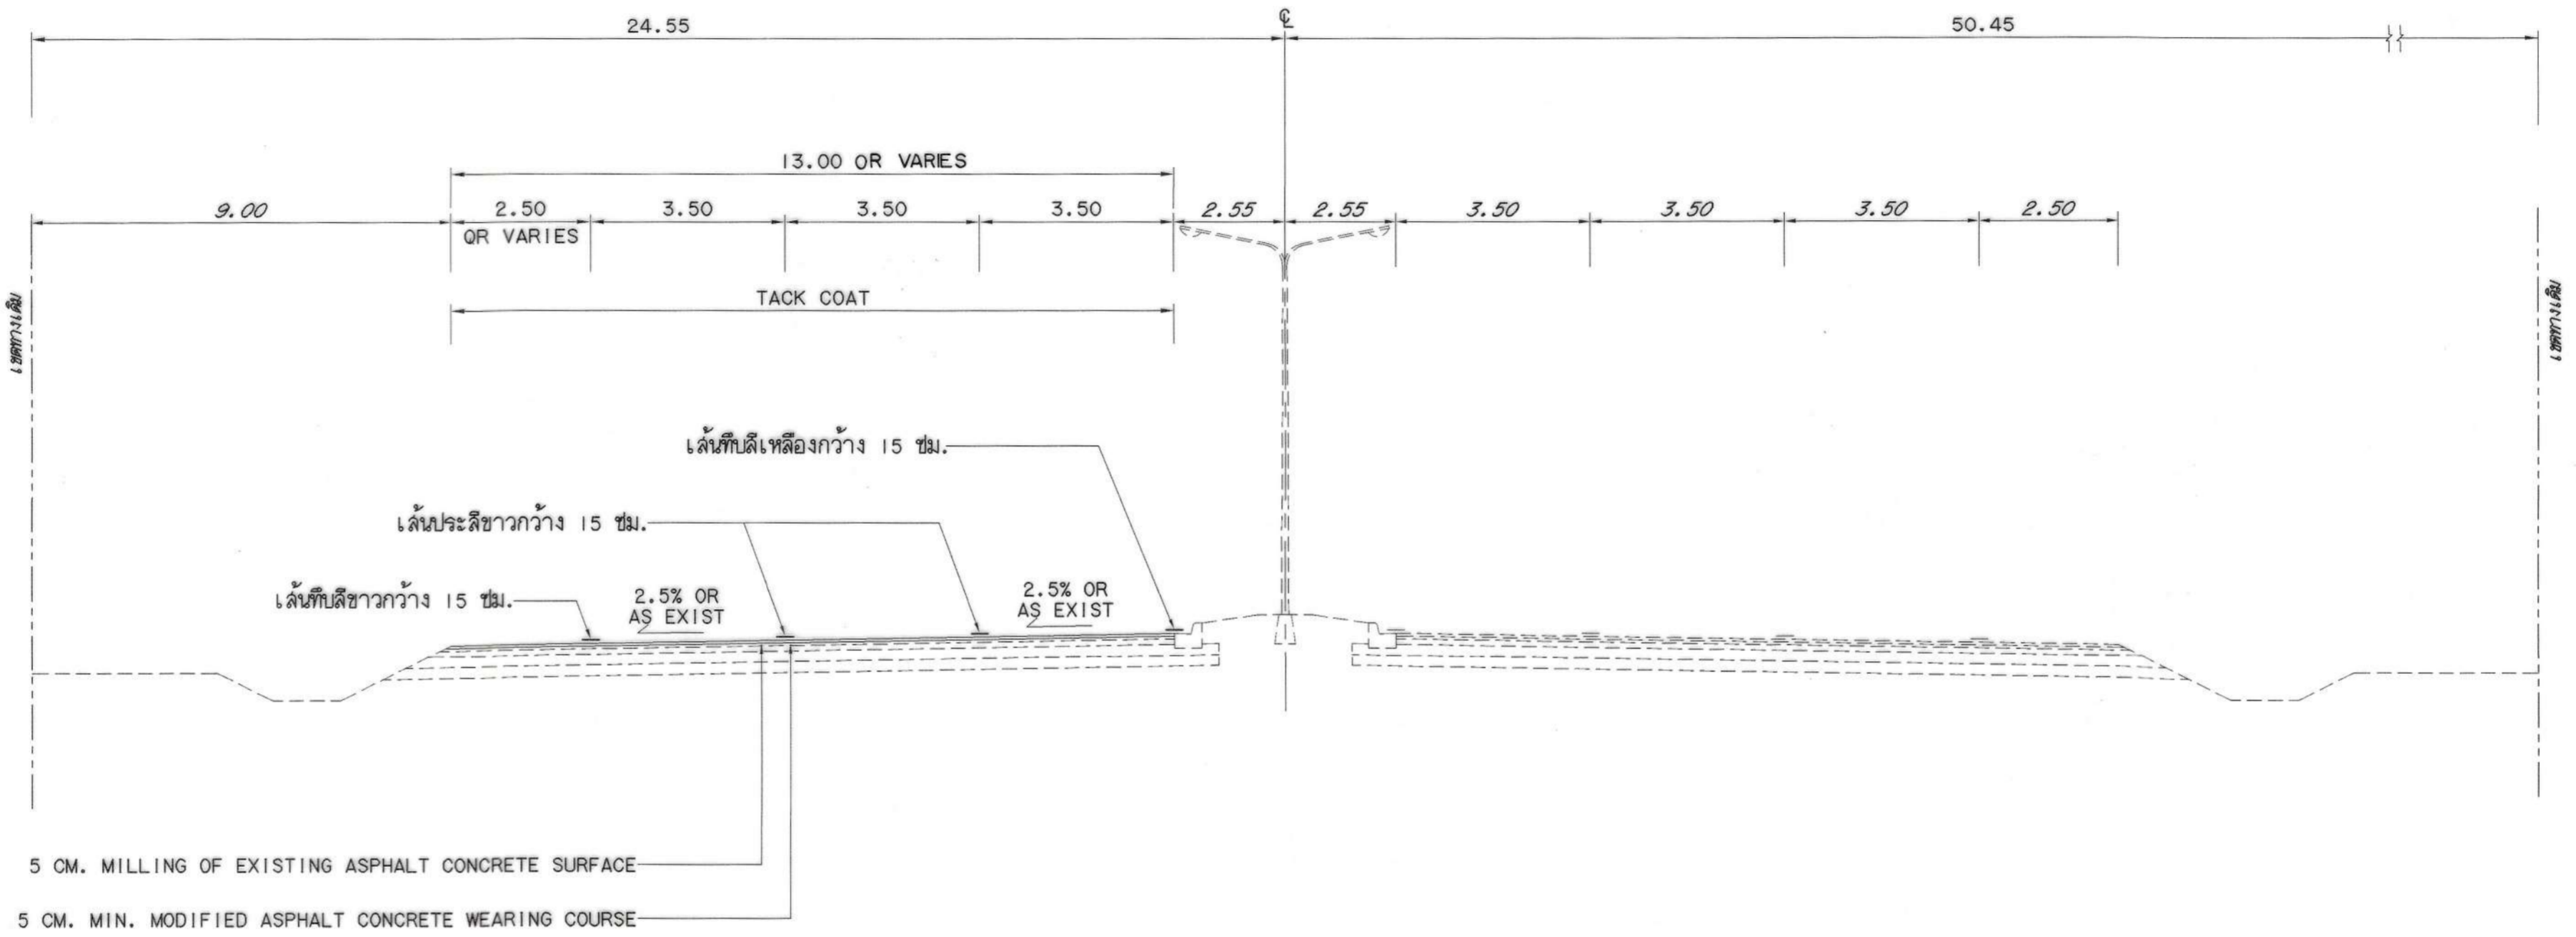 ℄
24.55
50.45
13.00 OR VARIES
9.00 2.50 3.50 3.50 3.50 2.55 2.55 3.50 3.50 3.50 2.50
OR VARIES
TACK COAT
เขตทางเดิม
เขตทางเดิม
เส้นทึบสีเหลืองกว้าง 15 ซม.
เส้นประสีขาวกว้าง 15 ซม.
เส้นทึบสีขาวกว้าง 15 ซม.
2.5% OR
AS EXIST
2.5% OR
AS EXIST
5 CM. MILLING OF EXISTING ASPHALT CONCRETE SURFACE
5 CM. MIN. MODIFIED ASPHALT CONCRETE WEARING COURSE